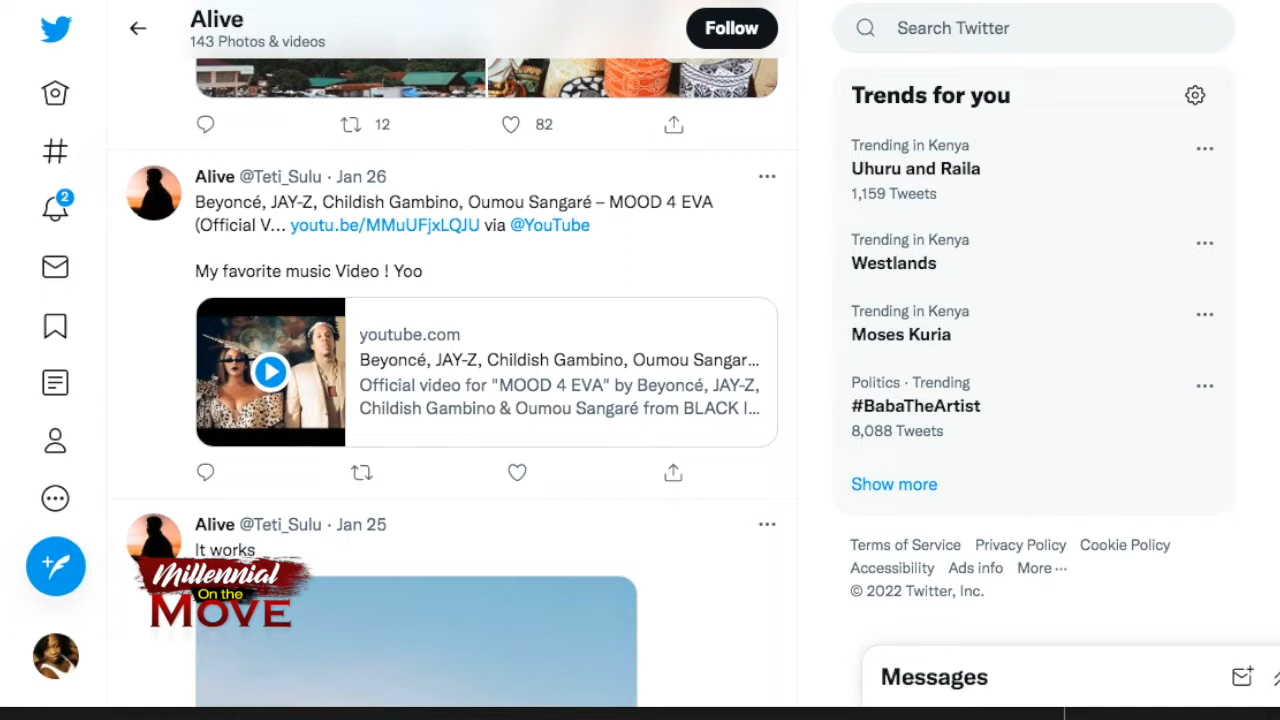 Alive
143 Photos & videos
Follow
12
82
Alive @Teti_Sulu · Jan 26
Beyoncé, JAY-Z, Childish Gambino, Oumou Sangaré – MOOD 4 EVA
(Official V... youtu.be/MMuUFjxLQJU via @YouTube
My favorite music Video ! Yoo
youtube.com
Beyoncé, JAY-Z, Childish Gambino, Oumou Sangar...
Official video for "MOOD 4 EVA" by Beyoncé, JAY-Z,
Childish Gambino & Oumou Sangaré from BLACK I...
Alive @Teti_Sulu · Jan 25
It works
Millennial
On the
MOVE
2
Search Twitter
Trends for you
Trending in Kenya
Uhuru and Raila
1,159 Tweets
Trending in Kenya
Westlands
Trending in Kenya
Moses Kuria
Politics · Trending
#BabaTheArtist
8,088 Tweets
Show more
Terms of Service Privacy Policy Cookie Policy
Accessibility Ads info More ···
© 2022 Twitter, Inc.
Messages